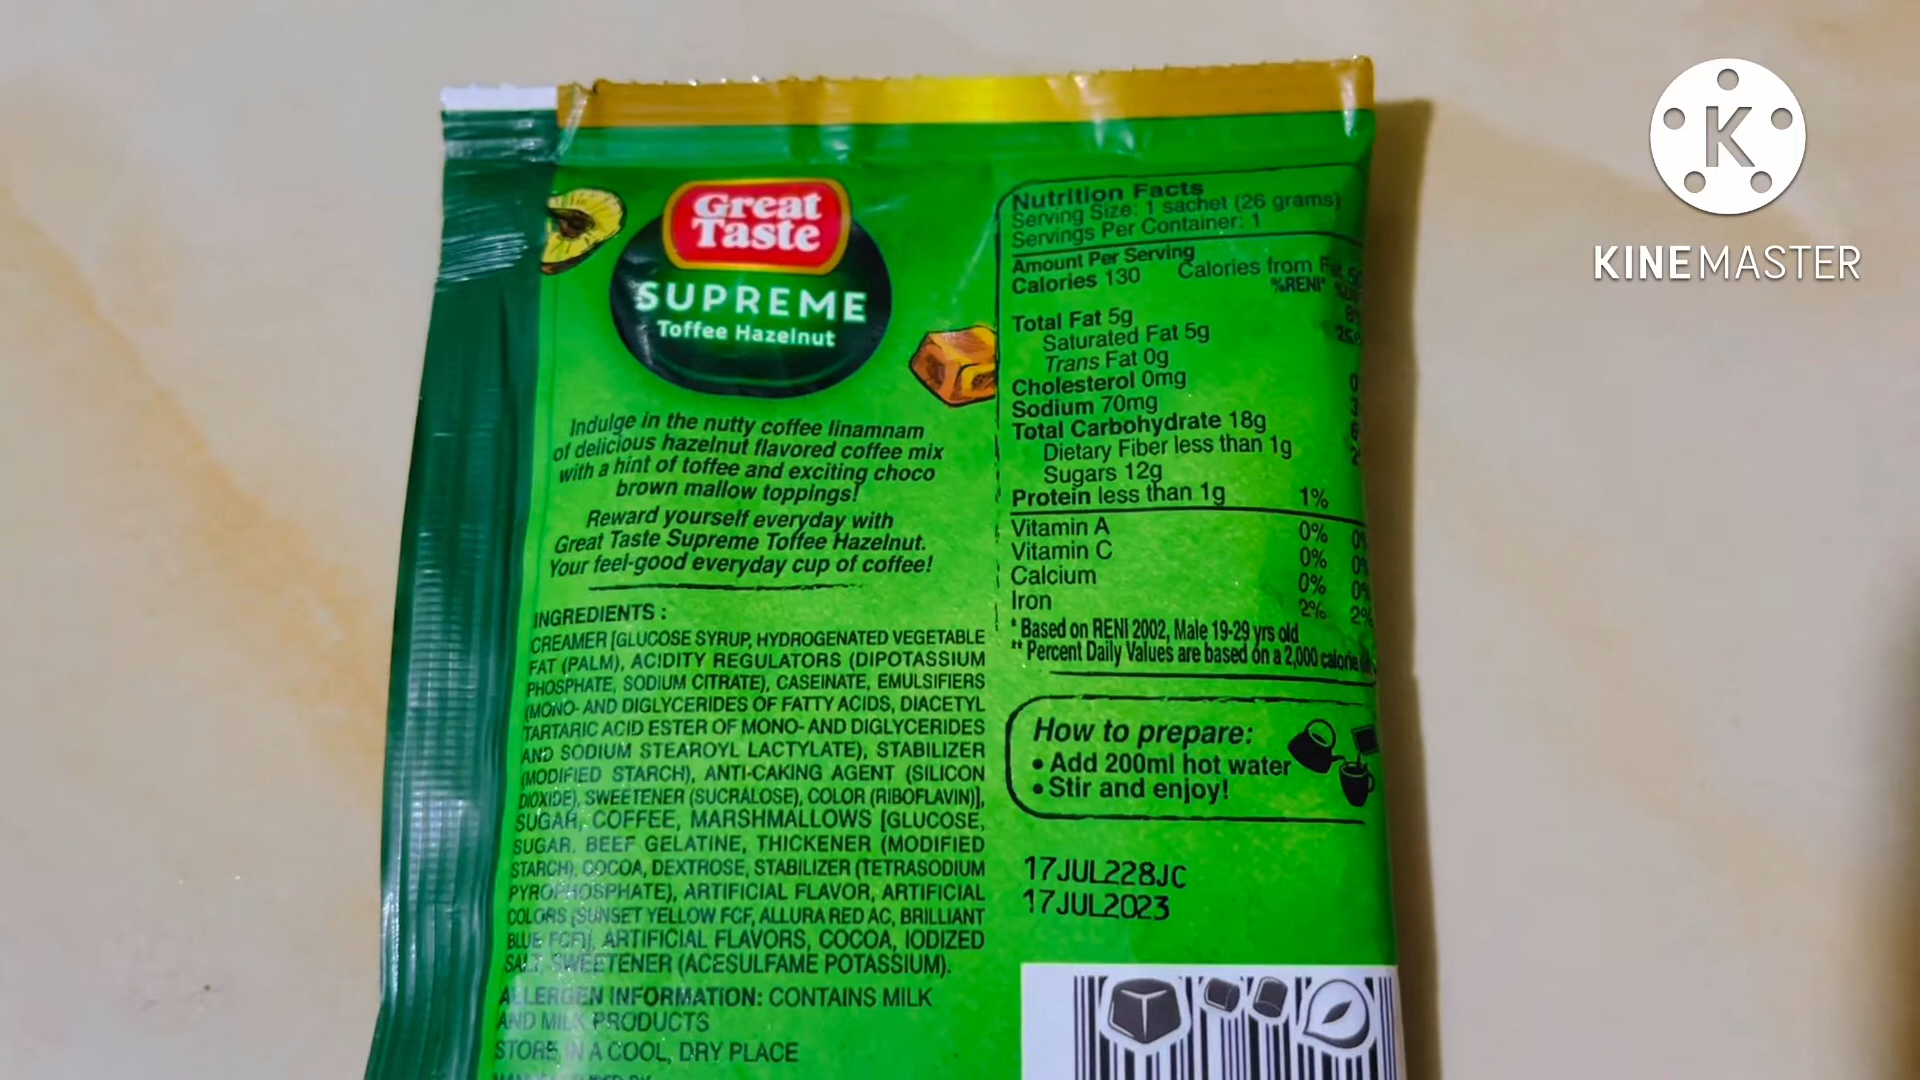 Great
Taste
SUPREME
Toffee Hazelnut
Indulge in the nutty coffee linamnam
of delicious hazelnut flavored coffee mix
with a hint of toffee and exciting choco
brown mallow toppings!
Reward yourself everyday with
Great Taste Supreme Toffee Hazelnut.
Your feel-good everyday cup of coffee!
INGREDIENTS :
CREAMER [GLUCOSE SYRUP, HYDROGENATED VEGETABLE
FAT (PALM), ACIDITY REGULATORS (DIPOTASSIUM
PHOSPHATE, SODIUM CITRATE), CASEINATE, EMULSIFIERS
(MONO- AND DIGLYCERIDES OF FATTY ACIDS, DIACETYL
TARTARIC ACID ESTER OF MONO- AND DIGLYCERIDES
AND SODIUM STEAROYL LACTYLATE), STABILIZER
(MODIFIED STARCH), ANTI-CAKING AGENT (SILICON
DIOXIDE), SWEETENER (SUCRALOSE), COLOR (RIBOFLAVIN)],
SUGAR, COFFEE, MARSHMALLOWS [GLUCOSE,
SUGAR, BEEF GELATINE, THICKENER (MODIFIED
STARCH), COCOA, DEXTROSE, STABILIZER (TETRASODIUM
PYROPHOSPHATE), ARTIFICIAL FLAVOR, ARTIFICIAL
COLORS (SUNSET YELLOW FCF, ALLURA RED AC, BRILLIANT
BLUE FCF)], ARTIFICIAL FLAVORS, COCOA, IODIZED
SALT, SWEETENER (ACESULFAME POTASSIUM).
ALLERGEN INFORMATION: CONTAINS MILK
AND MILK PRODUCTS
STORE IN A COOL, DRY PLACE
Nutrition Facts
Serving Size: 1 sachet (26 grams)
Servings Per Container: 1
Amount Per Serving
Calories 130 Calories from Fat 50
%RENI*
Total Fat 5g
Saturated Fat 5g
Trans Fat 0g
Cholesterol 0mg
Sodium 70mg
Total Carbohydrate 18g
Dietary Fiber less than 1g
Sugars 12g
Protein less than 1g 1%
Vitamin A 0% 0%
Vitamin C 0% 0%
Calcium 0% 0%
Iron 2% 2%
* Based on RENI 2002, Male 19-29 yrs old
** Percent Daily Values are based on a 2,000 calorie
How to prepare:
• Add 200ml hot water
• Stir and enjoy!
17JUL228JC
17JUL2023
K
KINEMASTER